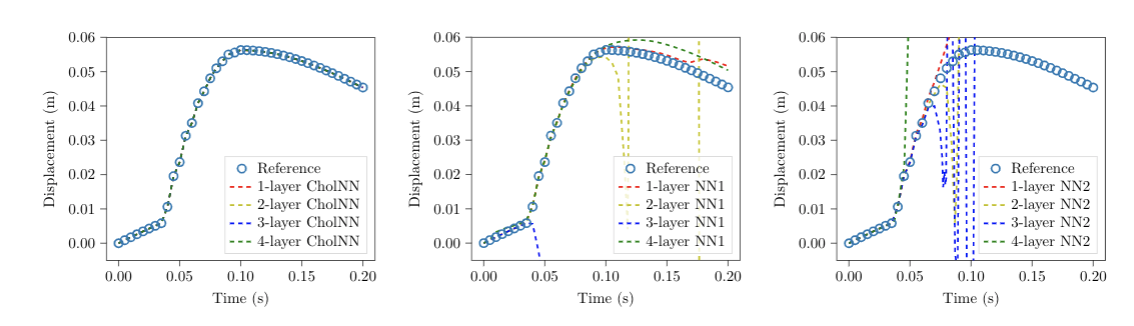 0.06
0.05
0.04
0.03
0.02
0.01
0.00
Displacement (m)
Reference
1-layer CholNN
2-layer CholNN
3-layer CholNN
4-layer CholNN
0.00 0.05 0.10 0.15 0.20
Time (s)
0.06
0.05
0.04
0.03
0.02
0.01
0.00
Displacement (m)
Reference
1-layer NN1
2-layer NN1
3-layer NN1
4-layer NN1
0.00 0.05 0.10 0.15 0.20
Time (s)
0.06
0.05
0.04
0.03
0.02
0.01
0.00
Displacement (m)
Reference
1-layer NN2
2-layer NN2
3-layer NN2
4-layer NN2
0.00 0.05 0.10 0.15 0.20
Time (s)